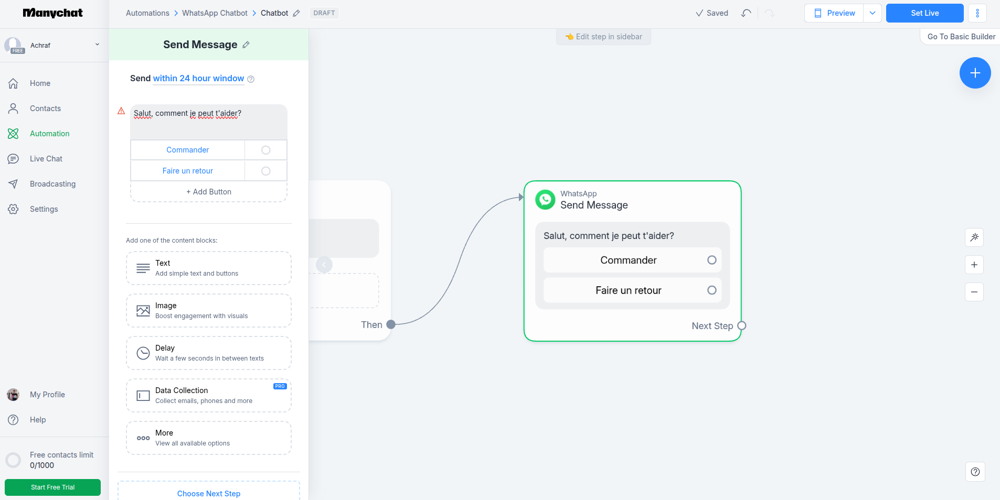 Manychat
Automations > WhatsApp Chatbot > Chatbot DRAFT
Saved
Preview
Set Live
Achraf
FREE
Home
Contacts
Automation
Live Chat
Broadcasting
Settings
My Profile
Help
Free contacts limit
0/1000
Start Free Trial
Send Message
Send within 24 hour window
Salut, comment je peut t'aider?
Commander
Faire un retour
+ Add Button
Add one of the content blocks:
Text
Add simple text and buttons
Image
Boost engagement with visuals
Delay
Wait a few seconds in between texts
Data Collection
PRO
Collect emails, phones and more
More
View all available options
Choose Next Step
👈 Edit step in sidebar
Go To Basic Builder
Then
WhatsApp
Send Message
Salut, comment je peut t'aider?
Commander
Faire un retour
Next Step